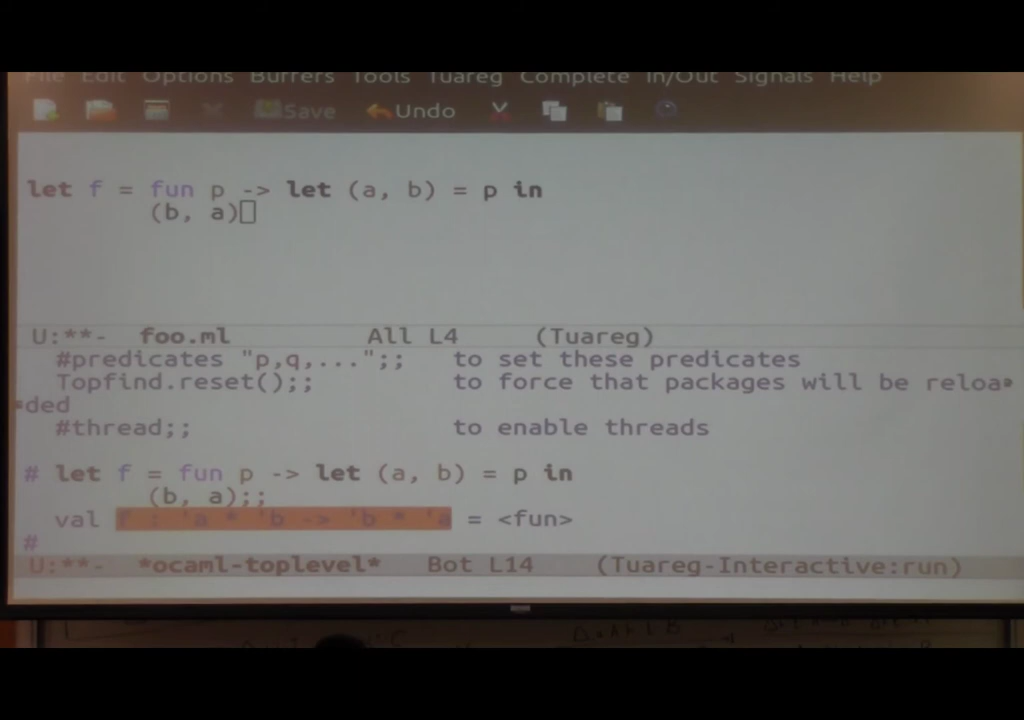 File Edit Options Buffers Tools Tuareg Complete In/Out Signals Help
Save Undo
let f = fun p -> let (a, b) = p in
(b, a)
U:**- foo.ml All L4 (Tuareg)
#predicates "p,q,...";; to set these predicates
Topfind.reset();; to force that packages will be reloa
ded
#thread;; to enable threads
# let f = fun p -> let (a, b) = p in
(b, a);;
val f : 'a * 'b -> 'b * 'a = <fun>
#
U:**- *ocaml-toplevel* Bot L14 (Tuareg-Interactive:run)